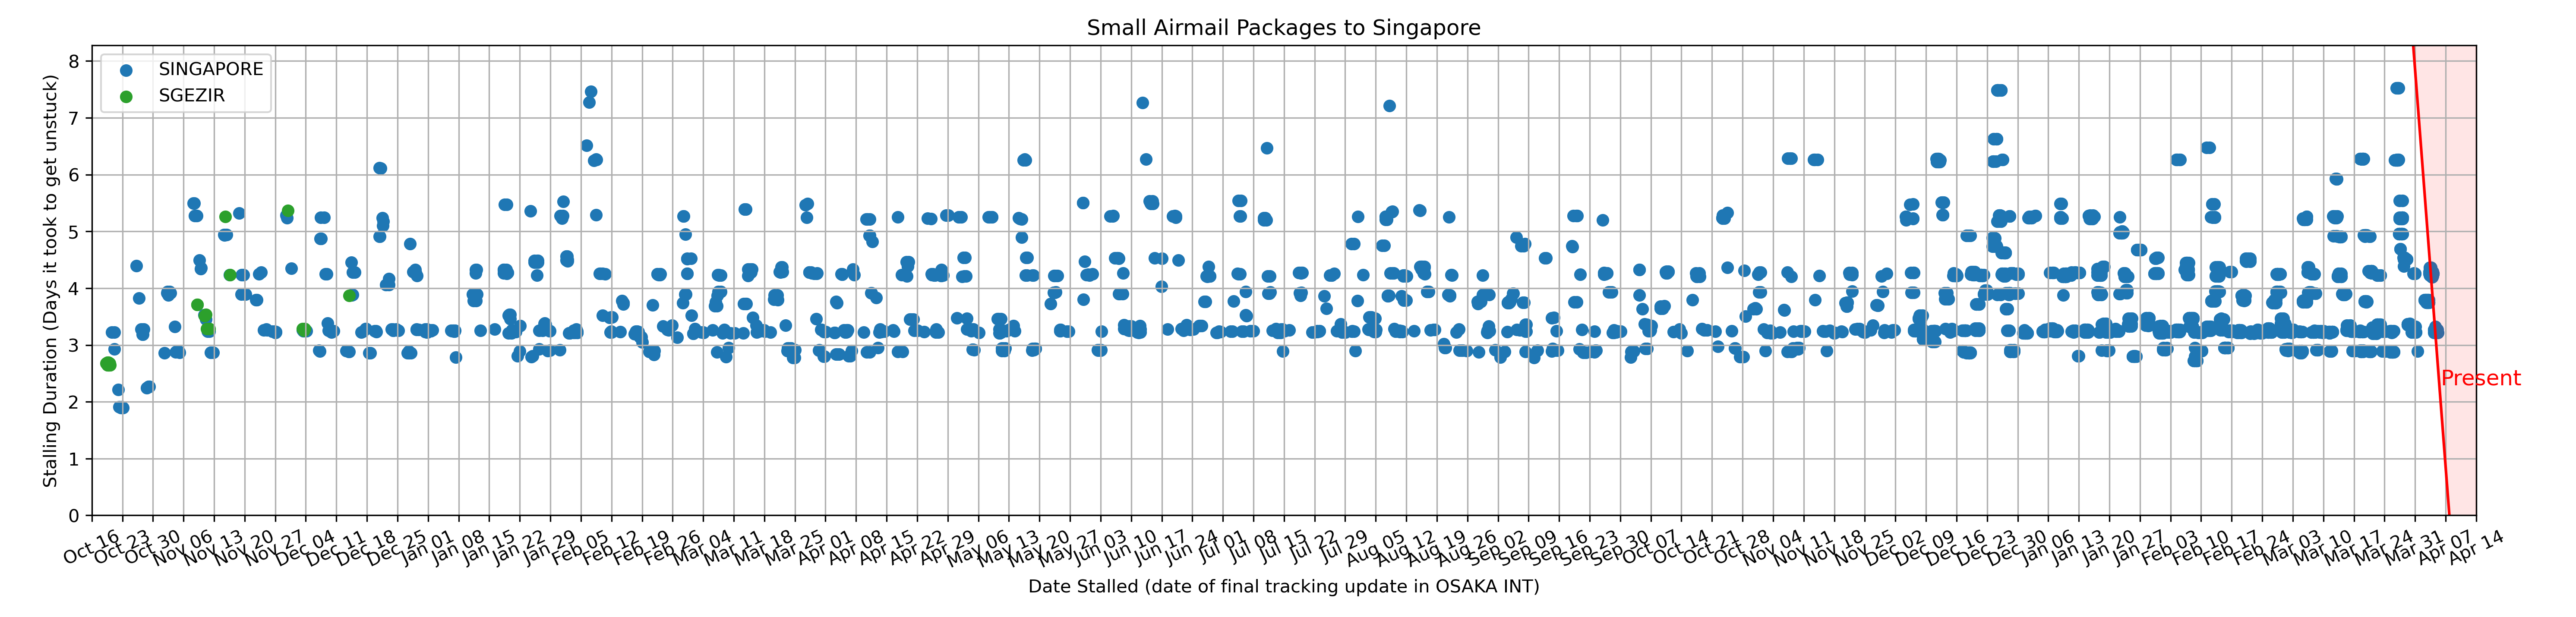 Small Airmail Packages to Singapore
SINGAPORE
SGEZIR
Stalling Duration (Days it took to get unstuck)
8
7
6
5
4
3
2
1
0
Present
Oct 16 Oct 23 Oct 30 Nov 06 Nov 13 Nov 20 Nov 27 Dec 04 Dec 11 Dec 18 Dec 25 Jan 01 Jan 08 Jan 15 Jan 22 Jan 29 Feb 05 Feb 12 Feb 19 Feb 26 Mar 04 Mar 11 Mar 18 Mar 25 Apr 01 Apr 08 Apr 15 Apr 22 Apr 29 May 06 May 13 May 20 May 27 Jun 03 Jun 10 Jun 17 Jun 24 Jul 01 Jul 08 Jul 15 Jul 22 Jul 29 Aug 05 Aug 12 Aug 19 Aug 26 Sep 02 Sep 09 Sep 16 Sep 23 Sep 30 Oct 07 Oct 14 Oct 21 Oct 28 Nov 04 Nov 11 Nov 18 Nov 25 Dec 02 Dec 09 Dec 16 Dec 23 Dec 30 Jan 06 Jan 13 Jan 20 Jan 27 Feb 03 Feb 10 Feb 17 Feb 24 Mar 03 Mar 10 Mar 17 Mar 24 Mar 31 Apr 07 Apr 14
Date Stalled (date of final tracking update in OSAKA INT)